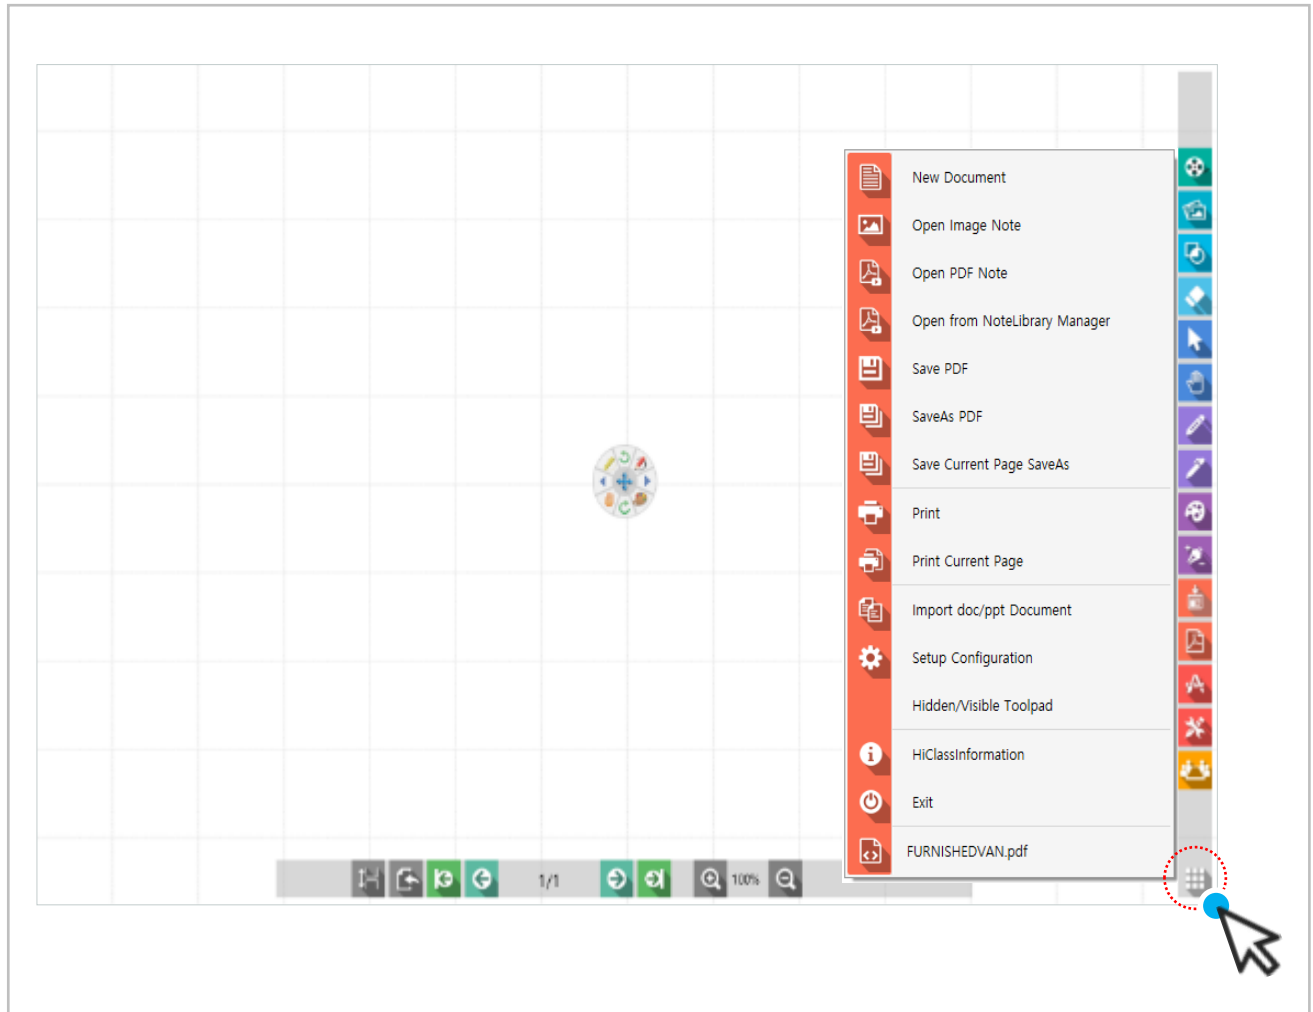 New Document
Open Image Note
Open PDF Note
Open from NoteLibrary Manager
Save PDF
SaveAs PDF
Save Current Page SaveAs
Print
Print Current Page
Import doc/ppt Document
Setup Configuration
Hidden/Visible Toolpad
HiClassInformation
Exit
FURNISHEDVAN.pdf
1/1
100%